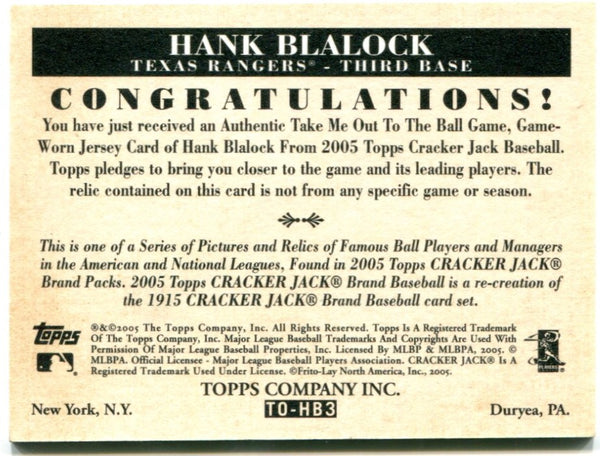 HANK BLALOCK
TEXAS RANGERS® - THIRD BASE
CONGRATULATIONS!
You have just received an Authentic Take Me Out To The Ball Game, Game-
Worn Jersey Card of Hank Blalock From 2005 Topps Cracker Jack Baseball.
Topps pledges to bring you closer to the game and its leading players. The
relic contained on this card is not from any specific game or season.
This is one of a Series of Pictures and Relics of Famous Ball Players and Managers
in the American and National Leagues, Found in 2005 Topps CRACKER JACK®
Brand Packs. 2005 Topps CRACKER JACK® Brand Baseball is a re-creation of
the 1915 CRACKER JACK® Brand Baseball card set.
Topps
®&©2005 The Topps Company, Inc. All Rights Reserved. Topps Is A Registered Trademark
Of The Topps Company, Inc. Major League Baseball Trademarks And Copyrights Are Used With
Permission Of Major League Baseball Properties, Inc. Licensed By MLBP & MLBPA, 2005. ©
MLBPA. Official Licensee - Major League Baseball Players Association. CRACKER JACK® Is A
Registered Trademark Used Under License. ©Frito-Lay North America, Inc., 2005.
PLAYERS
TOPPS COMPANY INC.
New York, N.Y. TO-HB3 Duryea, PA.